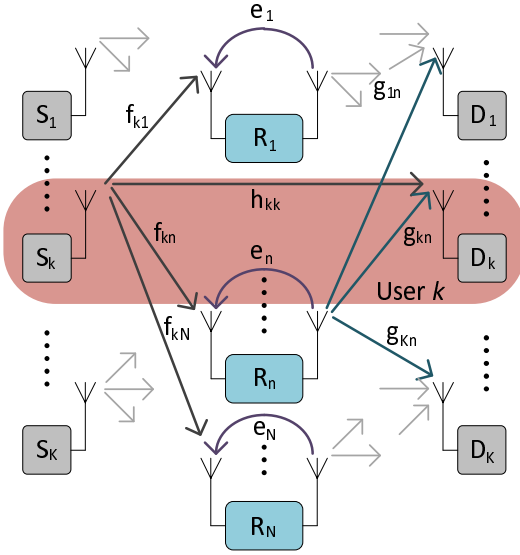 e1
fk1
g1n
S1
R1
D1
hkk
fkn
gkn
Sk
en
Dk
User k
fkN
gKn
Rn
eN
SK
DK
RN